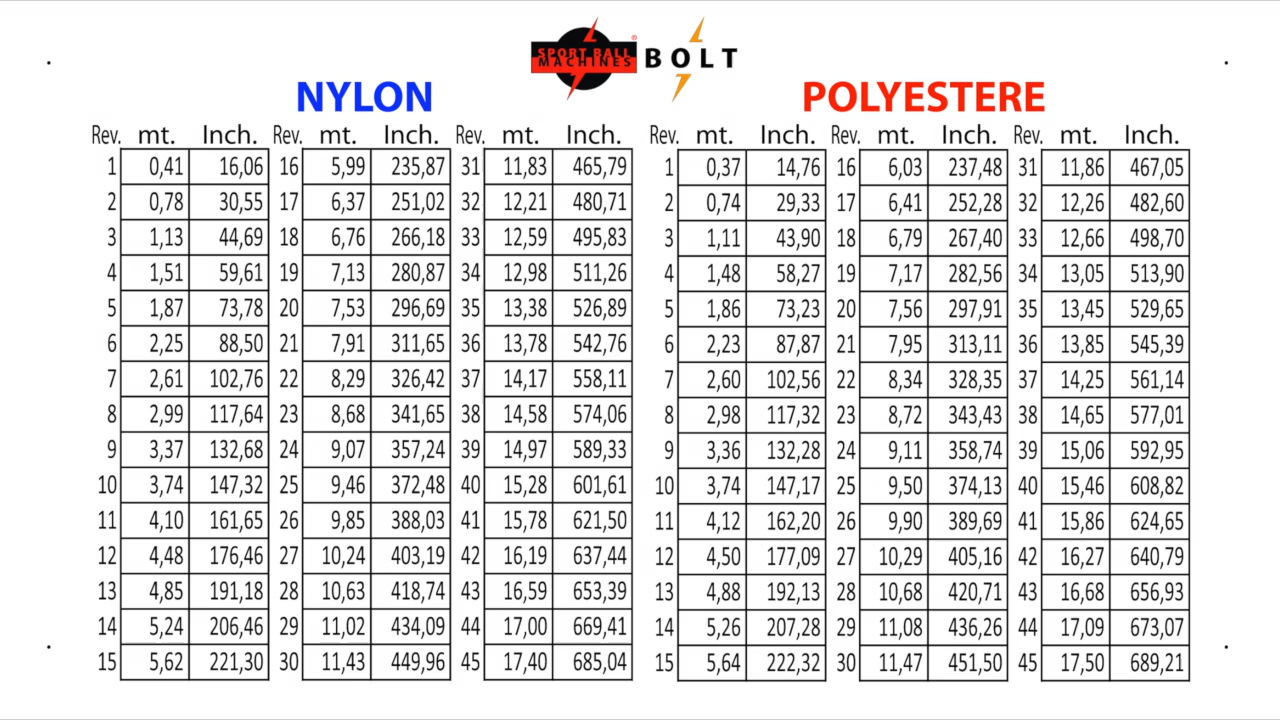 SPORT BALL MACHINES® BOLT
NYLON POLYESTERE
Rev. mt. Inch. Rev. mt. Inch. Rev. mt. Inch. Rev. mt. Inch. Rev. mt. Inch. Rev. mt. Inch.
1 0,41 16,06 16 5,99 235,87 31 11,83 465,79 1 0,37 14,76 16 6,03 237,48 31 11,86 467,05
2 0,78 30,55 17 6,37 251,02 32 12,21 480,71 2 0,74 29,33 17 6,41 252,28 32 12,26 482,60
3 1,13 44,69 18 6,76 266,18 33 12,59 495,83 3 1,11 43,90 18 6,79 267,40 33 12,66 498,70
4 1,51 59,61 19 7,13 280,87 34 12,98 511,26 4 1,48 58,27 19 7,17 282,56 34 13,05 513,90
5 1,87 73,78 20 7,53 296,69 35 13,38 526,89 5 1,86 73,23 20 7,56 297,91 35 13,45 529,65
6 2,25 88,50 21 7,91 311,65 36 13,78 542,76 6 2,23 87,87 21 7,95 313,11 36 13,85 545,39
7 2,61 102,76 22 8,29 326,42 37 14,17 558,11 7 2,60 102,56 22 8,34 328,35 37 14,25 561,14
8 2,99 117,64 23 8,68 341,65 38 14,58 574,06 8 2,98 117,32 23 8,72 343,43 38 14,65 577,01
9 3,37 132,68 24 9,07 357,24 39 14,97 589,33 9 3,36 132,28 24 9,11 358,74 39 15,06 592,95
10 3,74 147,32 25 9,46 372,48 40 15,28 601,61 10 3,74 147,17 25 9,50 374,13 40 15,46 608,82
11 4,10 161,65 26 9,85 388,03 41 15,78 621,50 11 4,12 162,20 26 9,90 389,69 41 15,86 624,65
12 4,48 176,46 27 10,24 403,19 42 16,19 637,44 12 4,50 177,09 27 10,29 405,16 42 16,27 640,79
13 4,85 191,18 28 10,63 418,74 43 16,59 653,39 13 4,88 192,13 28 10,68 420,71 43 16,68 656,93
14 5,24 206,46 29 11,02 434,09 44 17,00 669,41 14 5,26 207,28 29 11,08 436,26 44 17,09 673,07
15 5,62 221,30 30 11,43 449,96 45 17,40 685,04 15 5,64 222,32 30 11,47 451,50 45 17,50 689,21